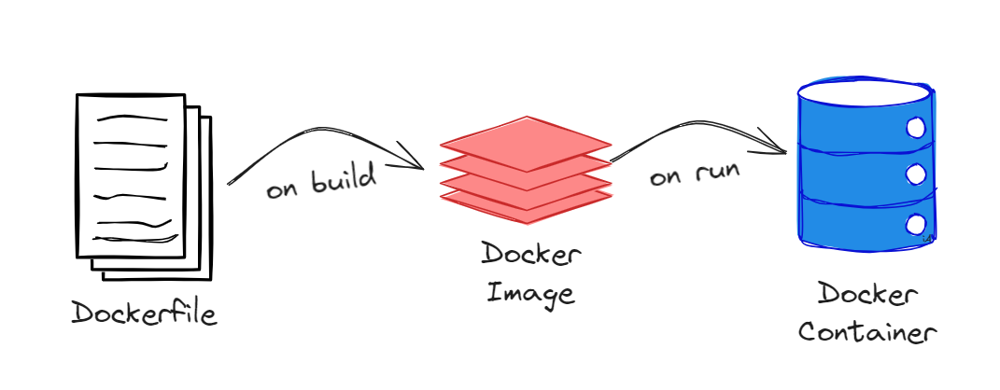 on build
on run
Dockerfile
Docker
Image
Docker
Container